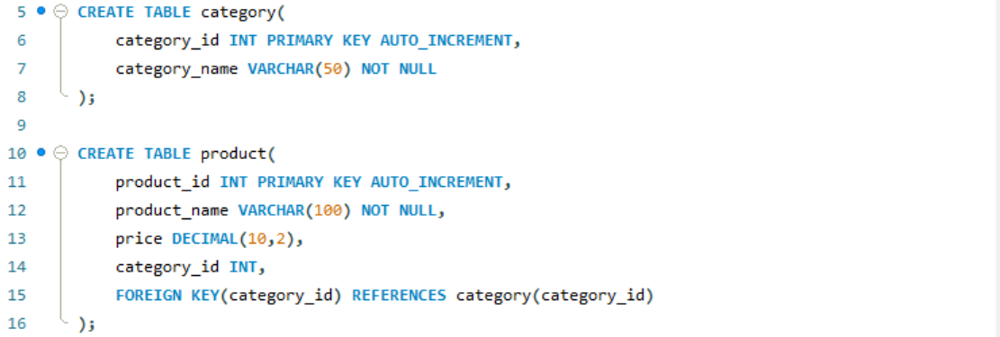 5 CREATE TABLE category(
6 category_id INT PRIMARY KEY AUTO_INCREMENT,
7 category_name VARCHAR(50) NOT NULL
8 );
9
10 CREATE TABLE product(
11 product_id INT PRIMARY KEY AUTO_INCREMENT,
12 product_name VARCHAR(100) NOT NULL,
13 price DECIMAL(10,2),
14 category_id INT,
15 FOREIGN KEY(category_id) REFERENCES category(category_id)
16 );